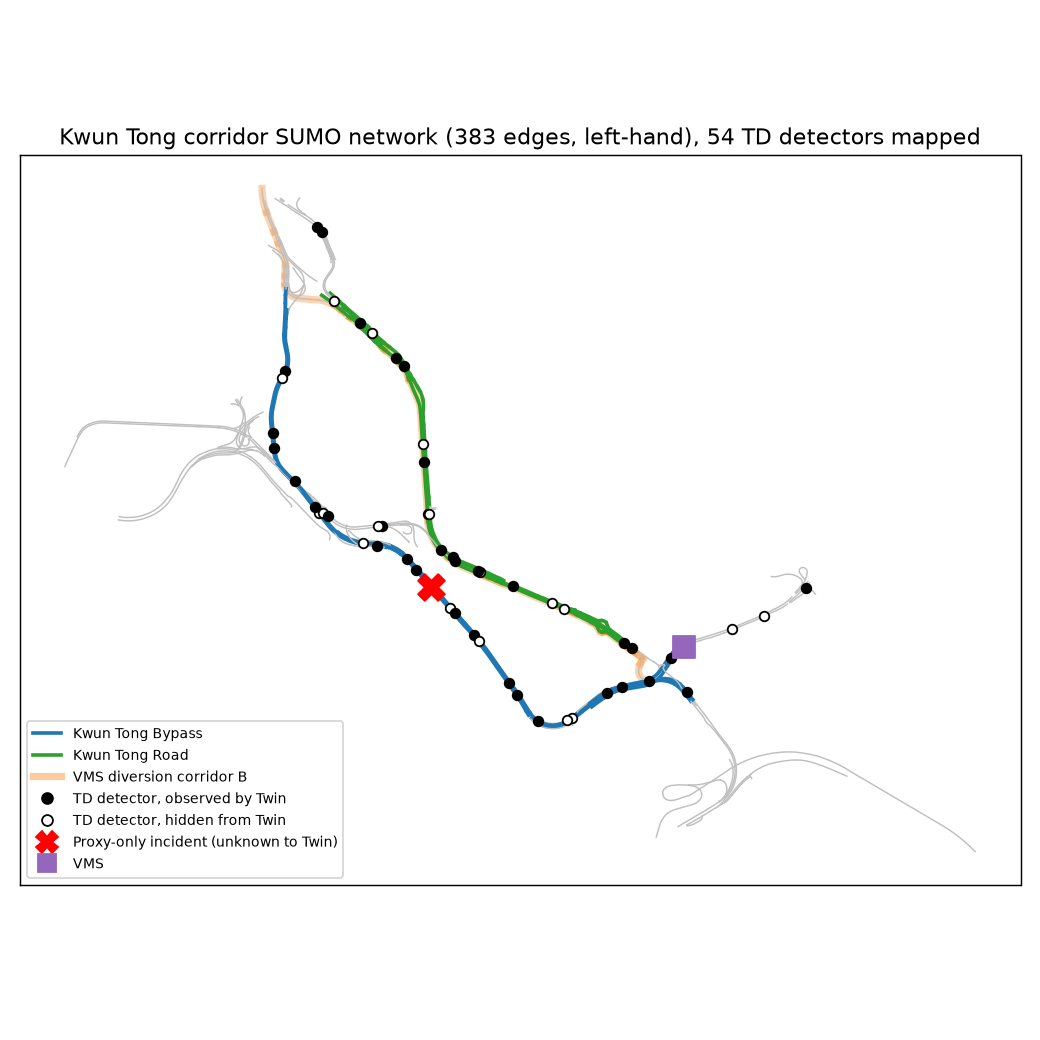 Kwun Tong corridor SUMO network (383 edges, left-hand), 54 TD detectors mapped
Kwun Tong Bypass
Kwun Tong Road
VMS diversion corridor B
TD detector, observed by Twin
TD detector, hidden from Twin
Proxy-only incident (unknown to Twin)
VMS